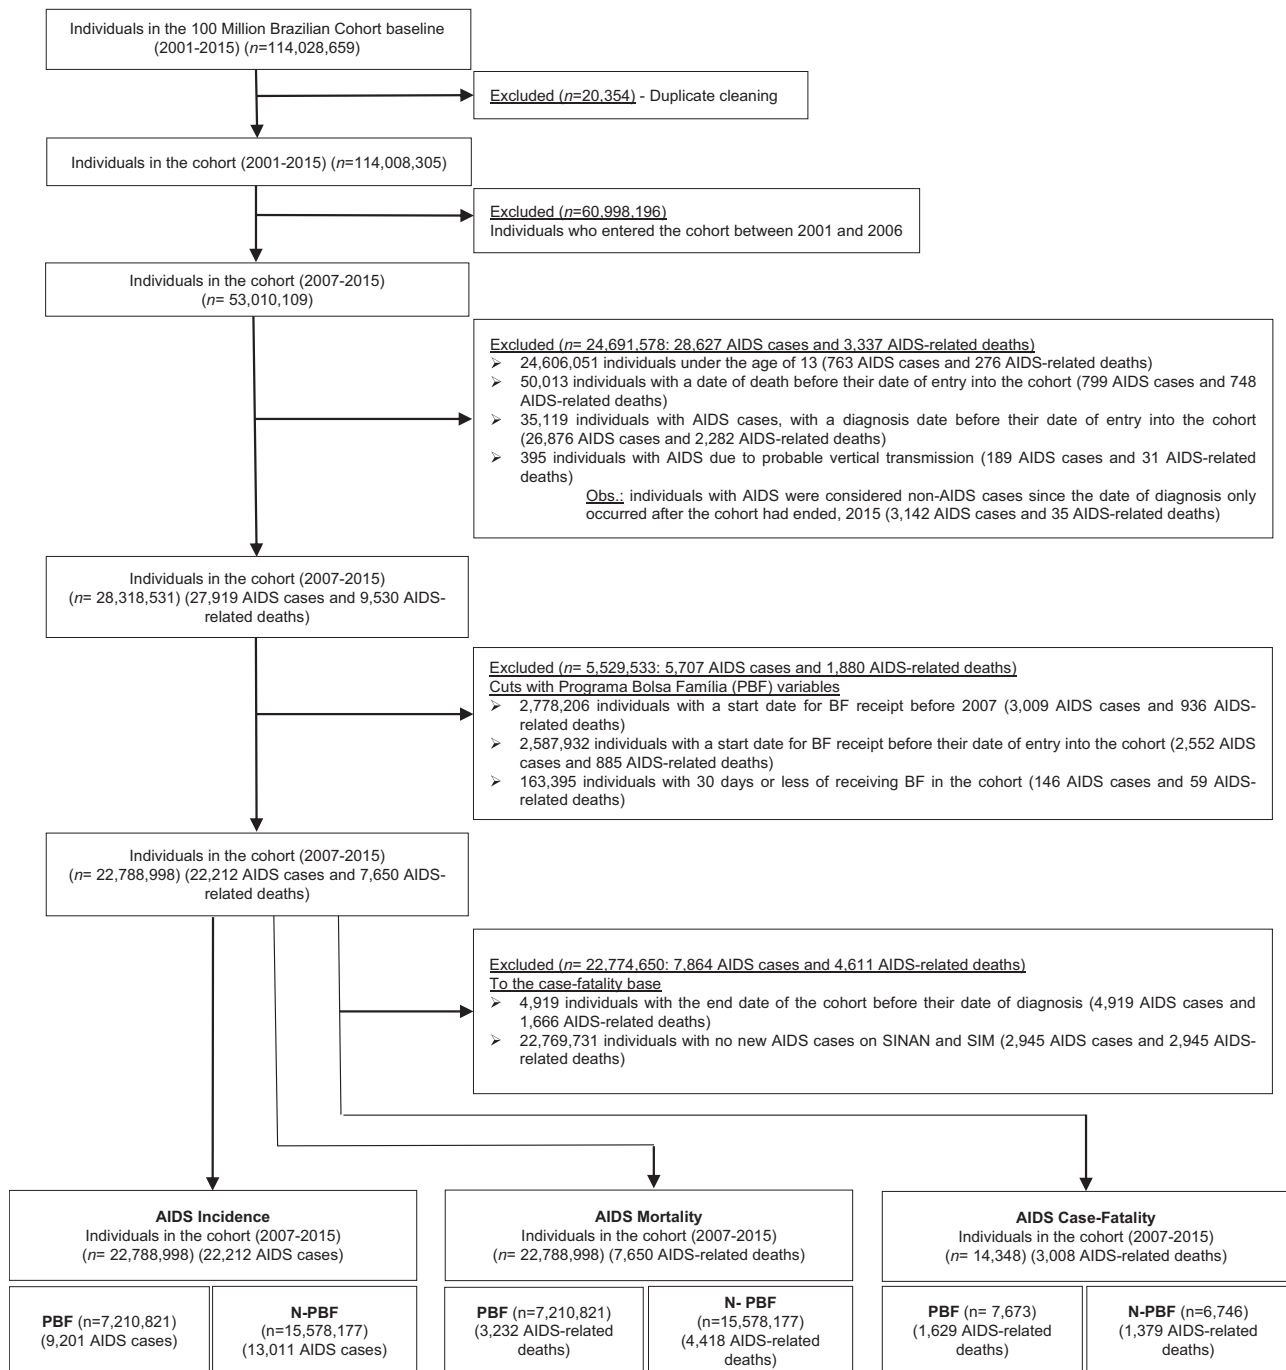 Individuals in the 100 Million Brazilian Cohort baseline
(2001-2015) (n=114,028,659)
Excluded (n=20,354) - Duplicate cleaning
Individuals in the cohort (2001-2015) (n=114,008,305)
Excluded (n=60,998,196)
Individuals who entered the cohort between 2001 and 2006
Individuals in the cohort (2007-2015)
(n= 53,010,109)
Excluded (n= 24,691,578: 28,627 AIDS cases and 3,337 AIDS-related deaths)
➢ 24,606,051 individuals under the age of 13 (763 AIDS cases and 276 AIDS-related deaths)
➢ 50,013 individuals with a date of death before their date of entry into the cohort (799 AIDS cases and 748
AIDS-related deaths)
➢ 35,119 individuals with AIDS cases, with a diagnosis date before their date of entry into the cohort
(26,876 AIDS cases and 2,282 AIDS-related deaths)
➢ 395 individuals with AIDS due to probable vertical transmission (189 AIDS cases and 31 AIDS-related
deaths)
Obs.: individuals with AIDS were considered non-AIDS cases since the date of diagnosis only
occurred after the cohort had ended, 2015 (3,142 AIDS cases and 35 AIDS-related deaths)
Individuals in the cohort (2007-2015)
(n= 28,318,531) (27,919 AIDS cases and 9,530 AIDS-
related deaths)
Excluded (n= 5,529,533: 5,707 AIDS cases and 1,880 AIDS-related deaths)
Cuts with Programa Bolsa Família (PBF) variables
➢ 2,778,206 individuals with a start date for BF receipt before 2007 (3,009 AIDS cases and 936 AIDS-
related deaths)
➢ 2,587,932 individuals with a start date for BF receipt before their date of entry into the cohort (2,552 AIDS
cases and 885 AIDS-related deaths)
➢ 163,395 individuals with 30 days or less of receiving BF in the cohort (146 AIDS cases and 59 AIDS-
related deaths)
Individuals in the cohort (2007-2015)
(n= 22,788,998) (22,212 AIDS cases and 7,650 AIDS-
related deaths)
Excluded (n= 22,774,650: 7,864 AIDS cases and 4,611 AIDS-related deaths)
To the case-fatality base
➢ 4,919 individuals with the end date of the cohort before their date of diagnosis (4,919 AIDS cases and
1,666 AIDS-related deaths)
➢ 22,769,731 individuals with no new AIDS cases on SINAN and SIM (2,945 AIDS cases and 2,945 AIDS-
related deaths)
AIDS Incidence
Individuals in the cohort (2007-2015)
(n= 22,788,998) (22,212 AIDS cases)
AIDS Mortality
Individuals in the cohort (2007-2015)
(n= 22,788,998) (7,650 AIDS-related deaths)
AIDS Case-Fatality
Individuals in the cohort (2007-2015)
(n= 14,348) (3,008 AIDS-related deaths)
PBF (n=7,210,821)
(9,201 AIDS cases)
N-PBF
(n=15,578,177)
(13,011 AIDS cases)
PBF (n=7,210,821)
(3,232 AIDS-related
deaths)
N- PBF
(n=15,578,177)
(4,418 AIDS-related
deaths)
PBF (n= 7,673)
(1,629 AIDS-related
deaths)
N-PBF (n=6,746)
(1,379 AIDS-related
deaths)